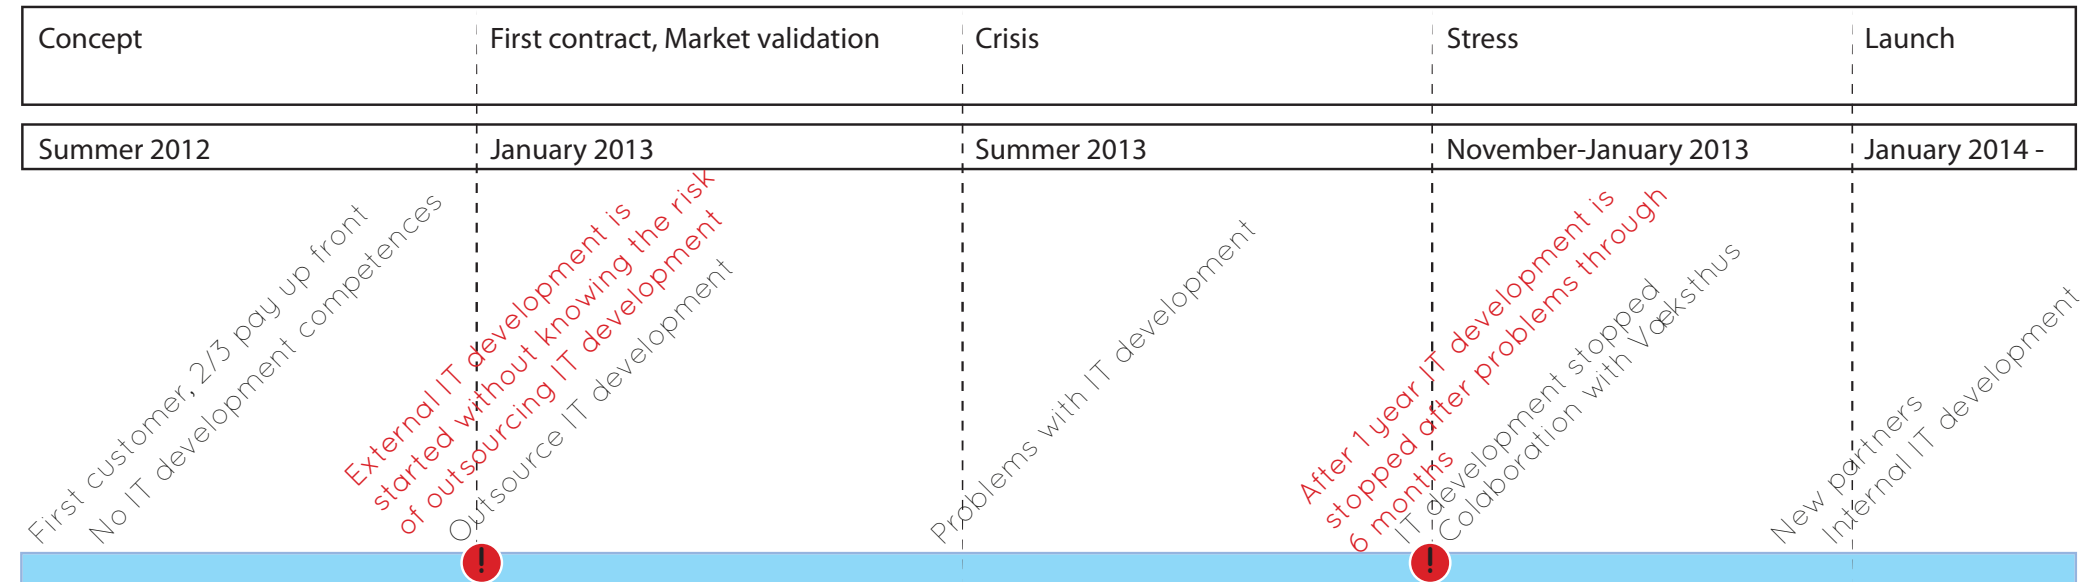 Concept
First contract, Market validation
Crisis
Stress
Launch
Summer 2012
January 2013
Summer 2013
November-January 2013
January 2014 -
First customer, 2/3 pay up front
No IT development competences
External IT development is
started without knowing the risk
of outsourcing IT development
Outsource IT development
Problems with IT development
After 1 year IT development is
stopped after problems through
6 months
IT development stopped
Colaboration with Væksthus
New partners
Internal IT development
!
!